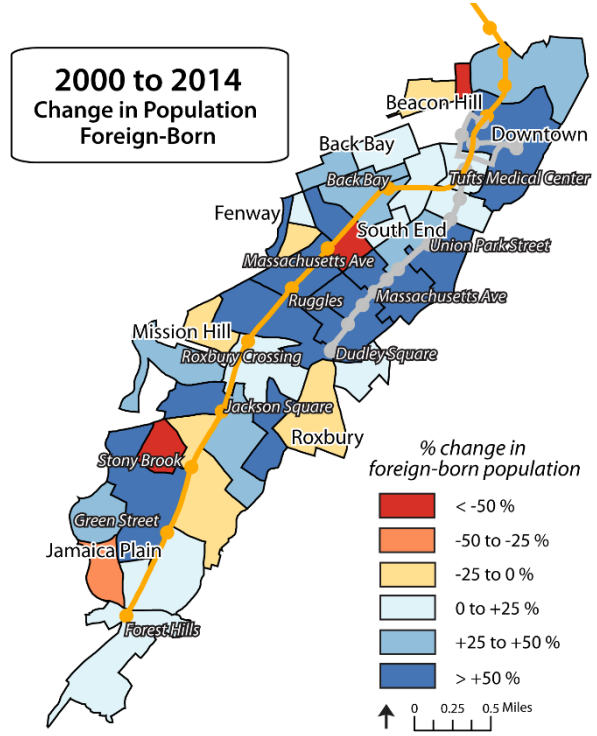 2000 to 2014
Change in Population
Foreign-Born
Beacon Hill
Downtown
Back Bay
Back Bay
Tufts Medical Center
Fenway
South End
Union Park Street
Massachusetts Ave
Massachusetts Ave
Ruggles
Mission Hill
Roxbury Crossing
Dudley Square
Jackson Square
Roxbury
Stony Brook
Green Street
Jamaica Plain
Forest Hills
% change in
foreign-born population
< -50 %
-50 to -25 %
-25 to 0 %
0 to +25 %
+25 to +50 %
> +50 %
0 0.25 0.5 Miles